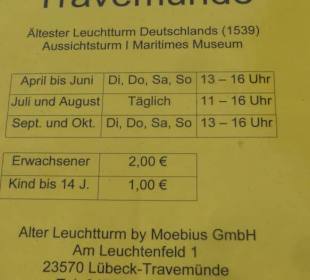 Travemünde
Ältester Leuchtturm Deutschlands (1539)
Aussichtsturm I Maritimes Museum
April bis Juni Di, Do, Sa, So 13 – 16 Uhr
Juli und August Täglich 11 – 16 Uhr
Sept. und Okt. Di, Do, Sa, So 13 – 16 Uhr
Erwachsener 2,00 €
Kind bis 14 J. 1,00 €
Alter Leuchtturm by Moebius GmbH
Am Leuchtenfeld 1
23570 Lübeck-Travemünde